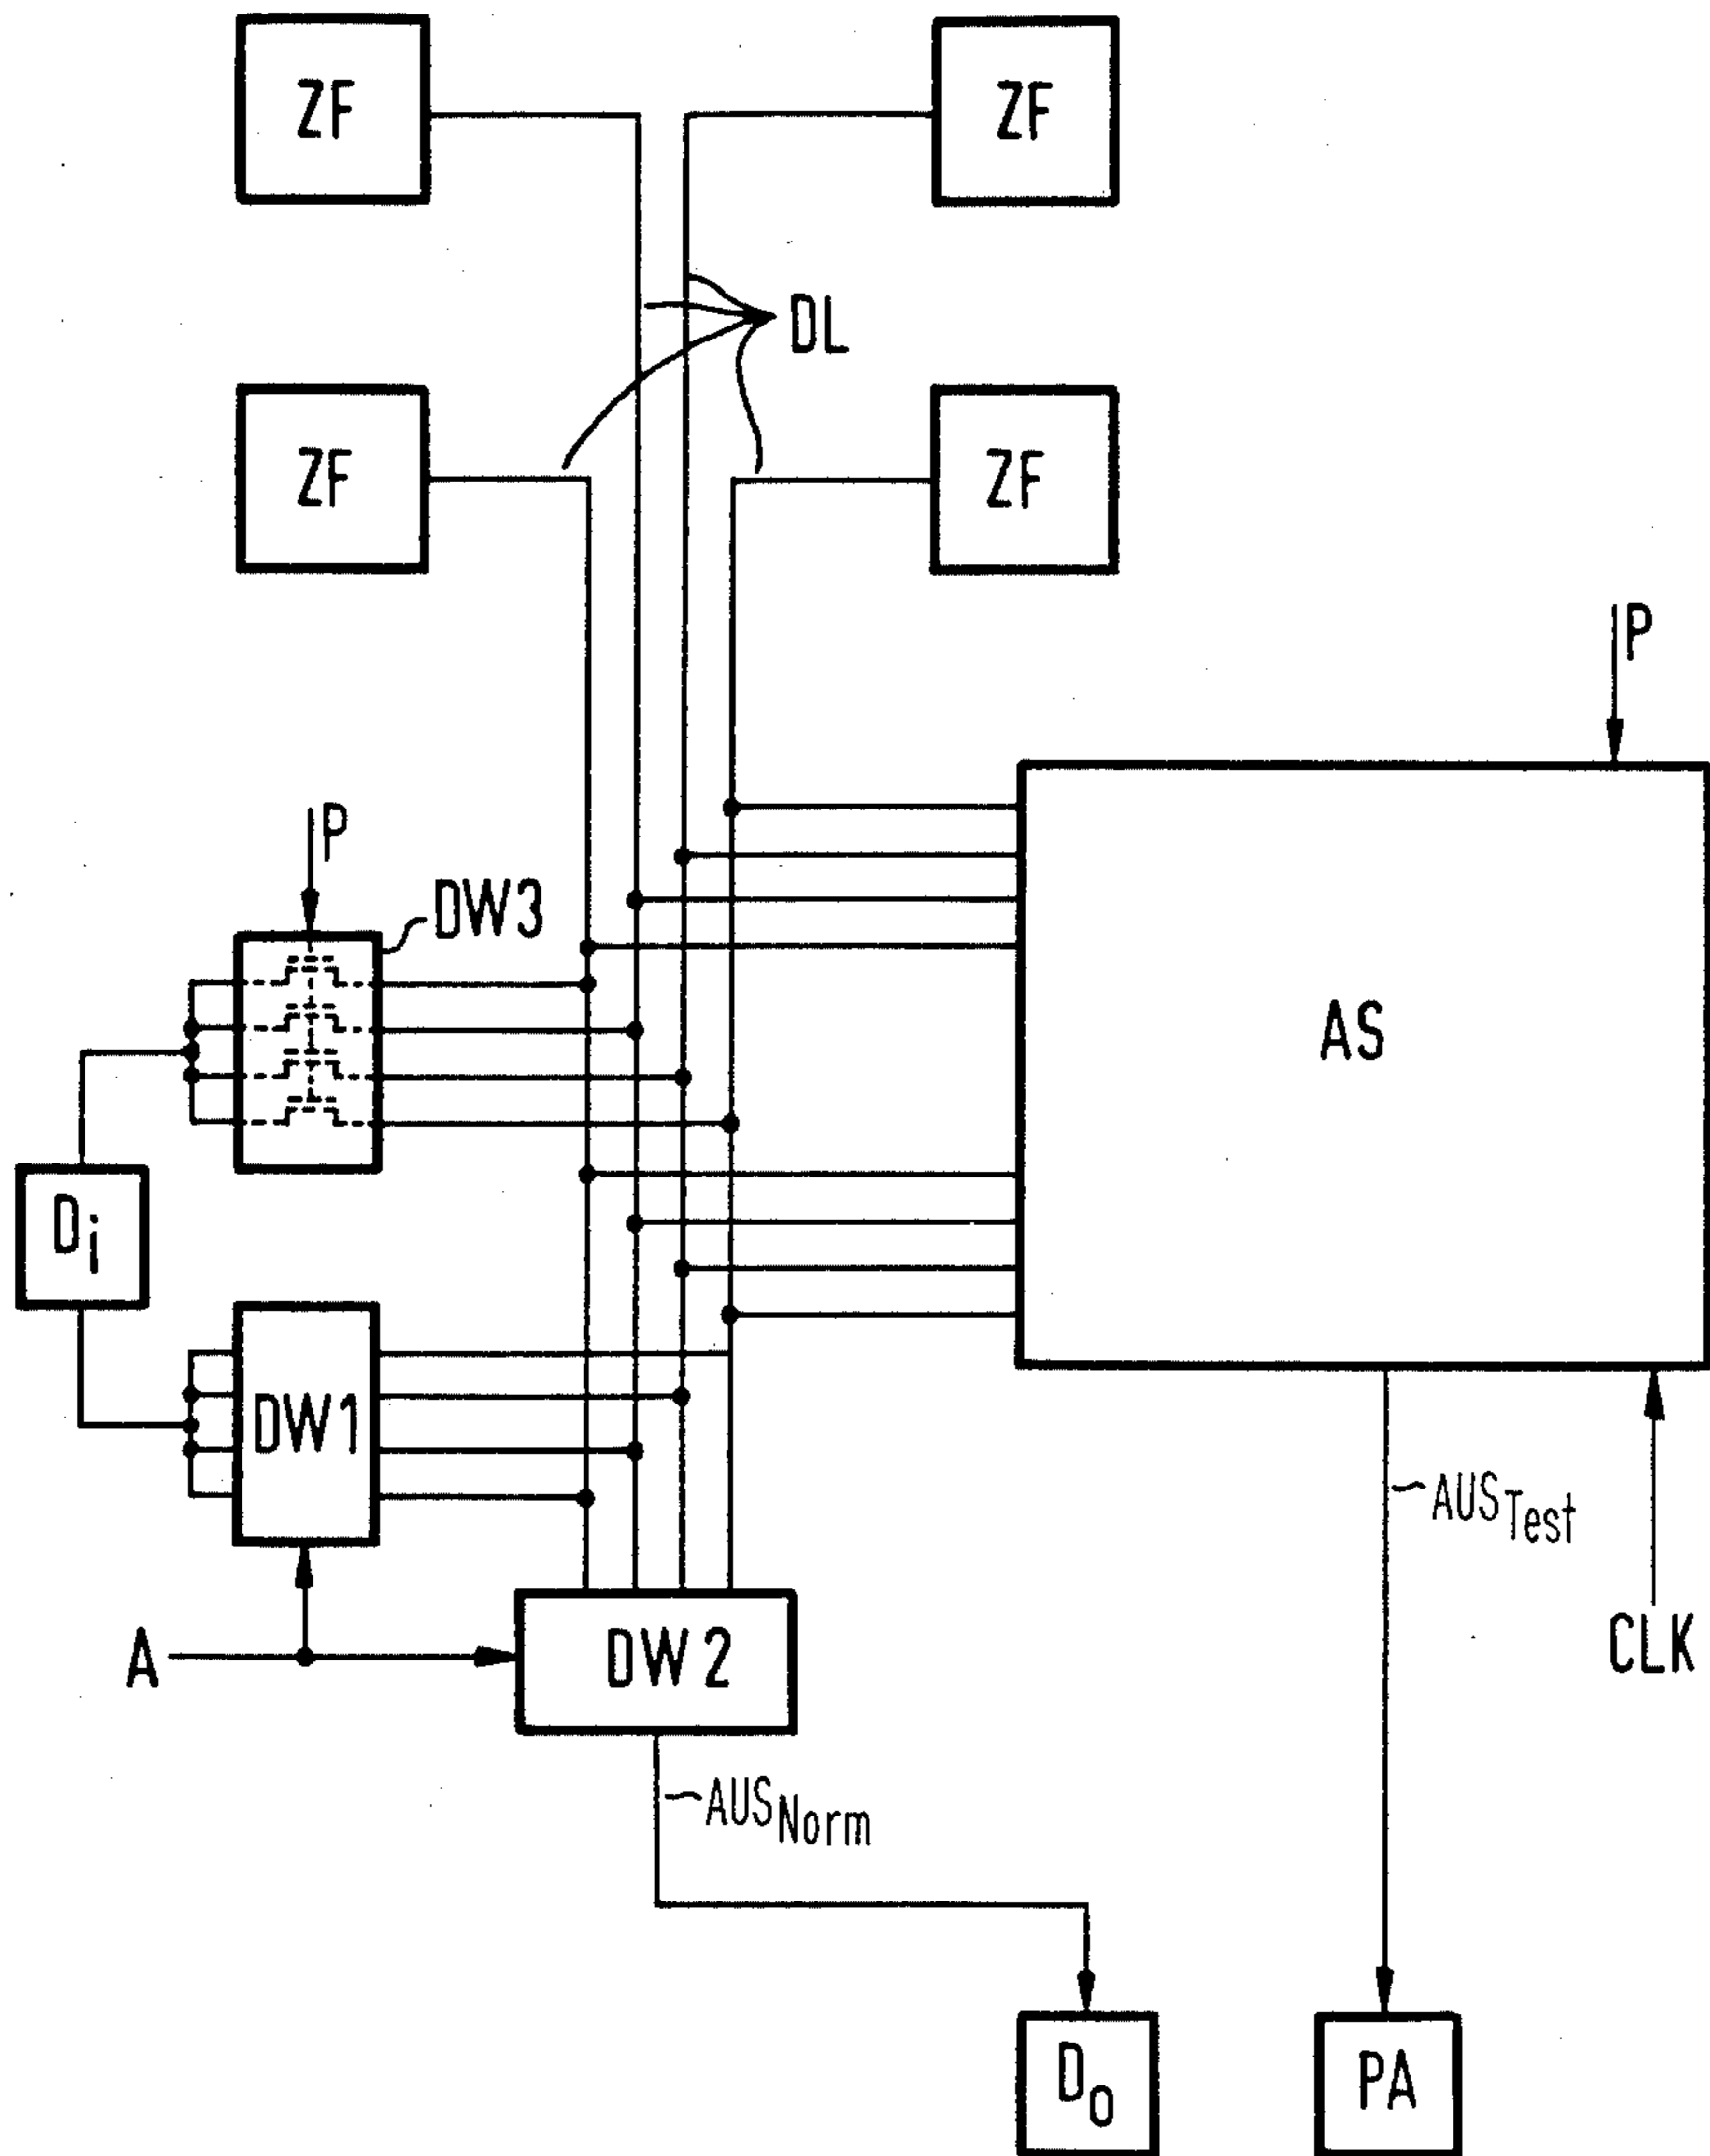 ZF
ZF
DL
ZF
ZF
P
P
DW3
AS
Di
DW1
AUSTest
A
DW2
CLK
AUSNorm
Do
PA